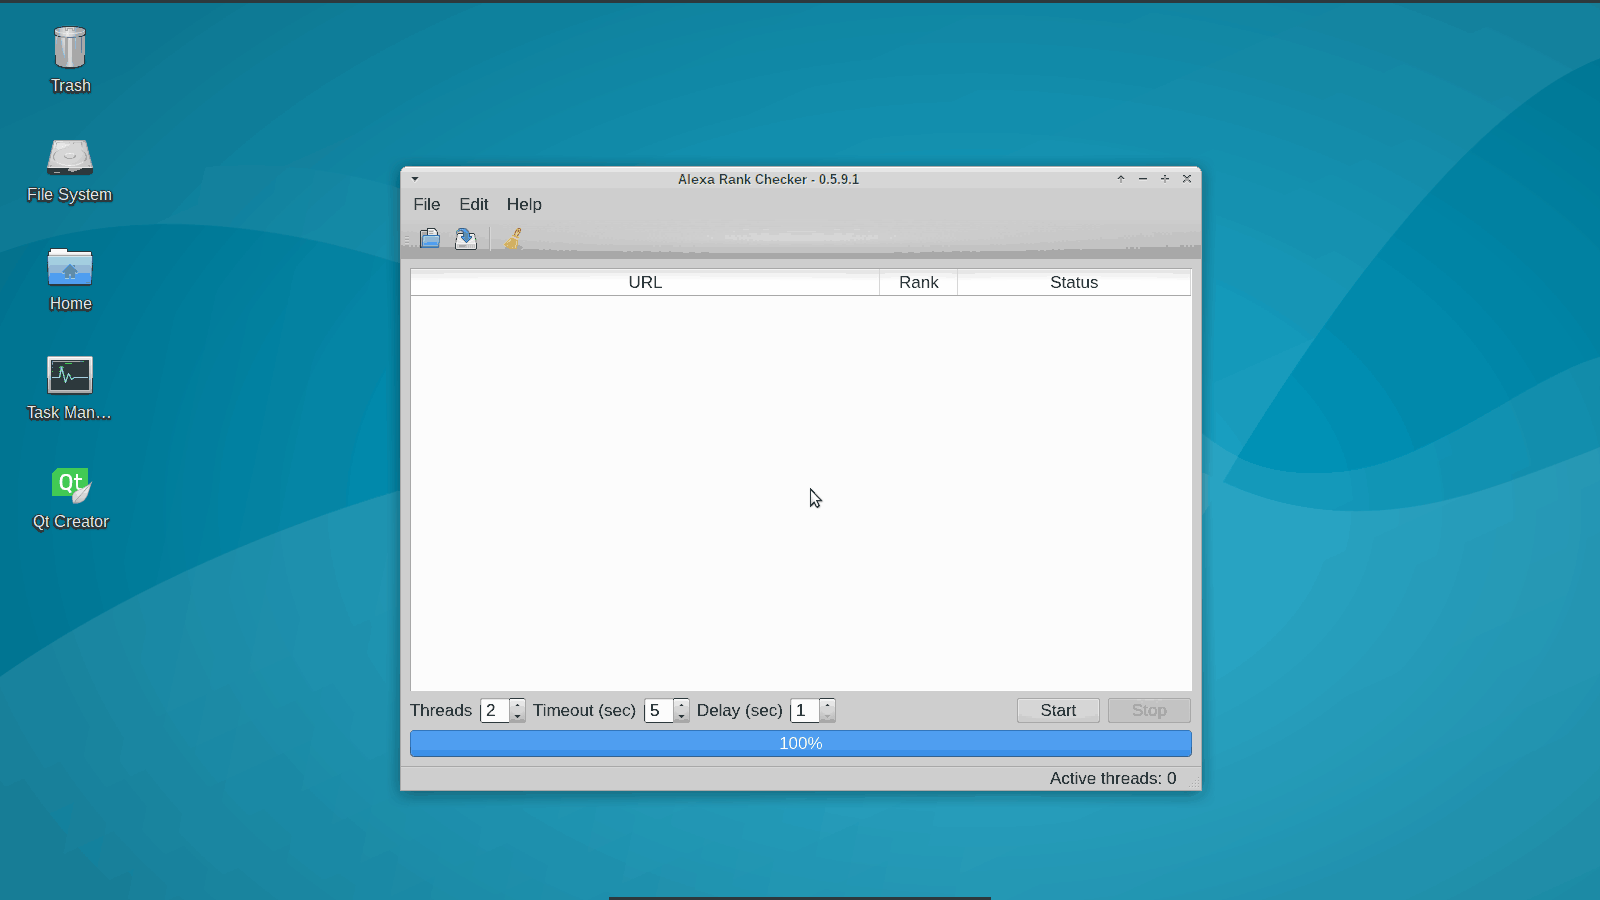 Trash
File System
Home
Task Man...
Qt
Qt Creator
Alexa Rank Checker - 0.5.9.1
File Edit Help
URL Rank Status
Threads 2 Timeout (sec) 5 Delay (sec) 1 Start Stop
100%
Active threads: 0